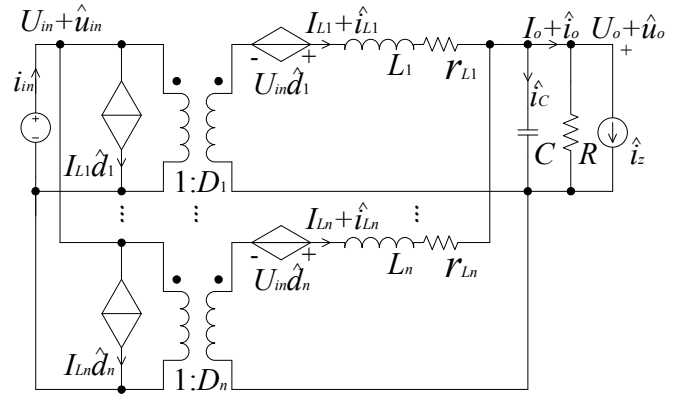 U_in+û_in
I_L1+î_L1
I_o+î_o
U_o+û_o
+
i_in
+
-
-
+
U_in d̂_1
L_1
r_L1
î_C
C
R
î_z
I_L1 d̂_1
1:D_1
...
...
...
I_Ln+î_Ln
-
+
U_in d̂_n
L_n
r_Ln
I_Ln d̂_n
1:D_n